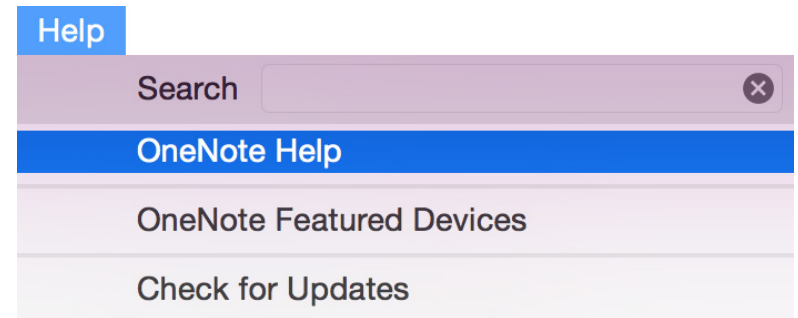 Help
Search
OneNote Help
OneNote Featured Devices
Check for Updates